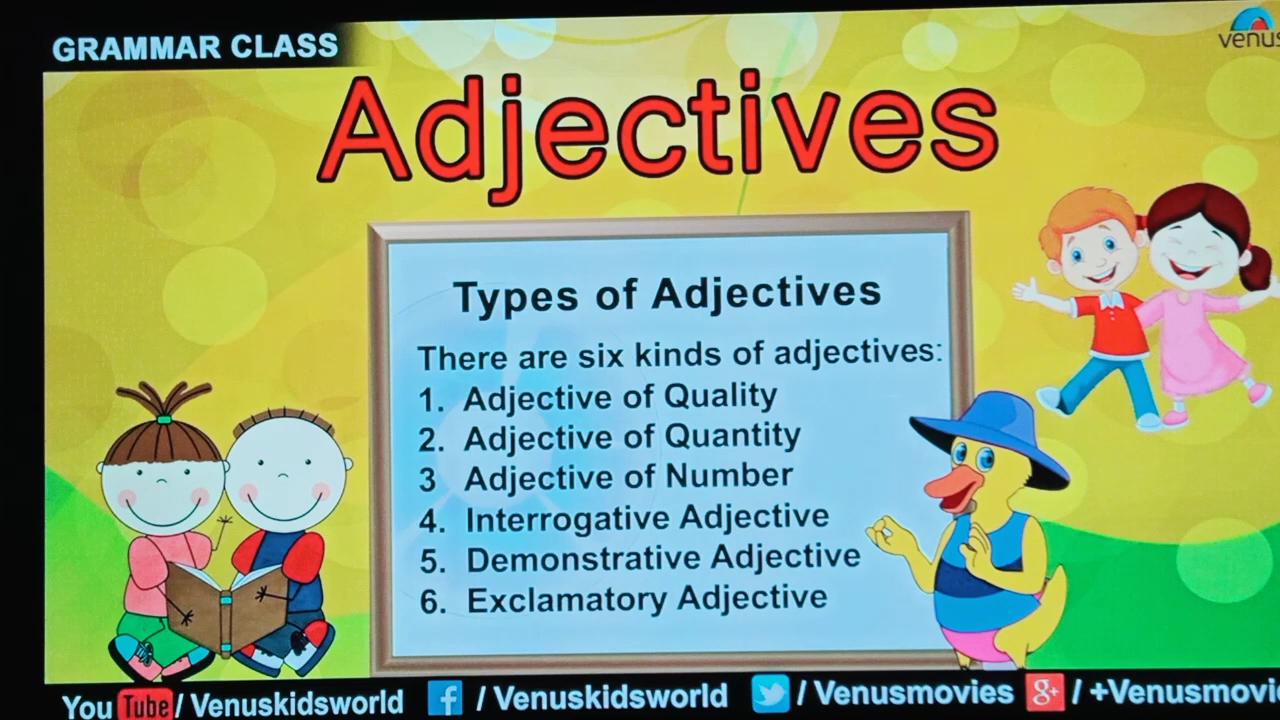 GRAMMAR CLASS
venus
Adjectives
Types of Adjectives
There are six kinds of adjectives:
1. Adjective of Quality
2. Adjective of Quantity
3 Adjective of Number
4. Interrogative Adjective
5. Demonstrative Adjective
6. Exclamatory Adjective
You Tube / Venuskidsworld f / Venuskidsworld / Venusmovies g+ / +Venusmovie